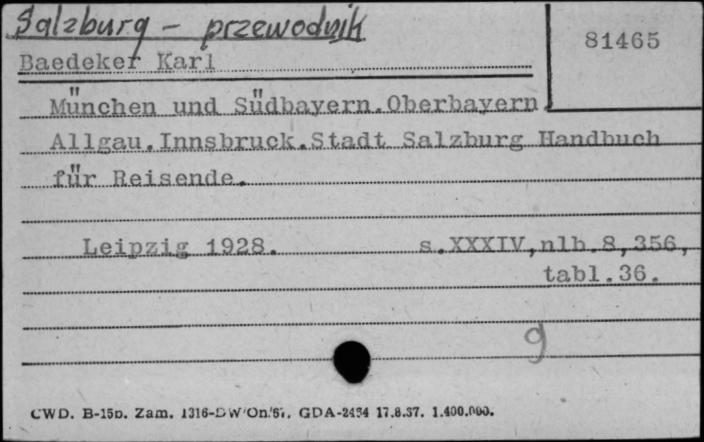 Salzburg - przewodnik
81465
Baedeker Karl
München und Südbayern.Oberbayern
Allgau.Innsbruck.Stadt Salzburg Handbuch
für Reisende.
Leipzig 1928. s.XXXIV,nlb.8,356,
tabl.36.
9
CWD. B-15b. Zam. 1316-DW/On/67. GDA-2434 17.8.37. 1.400.000.